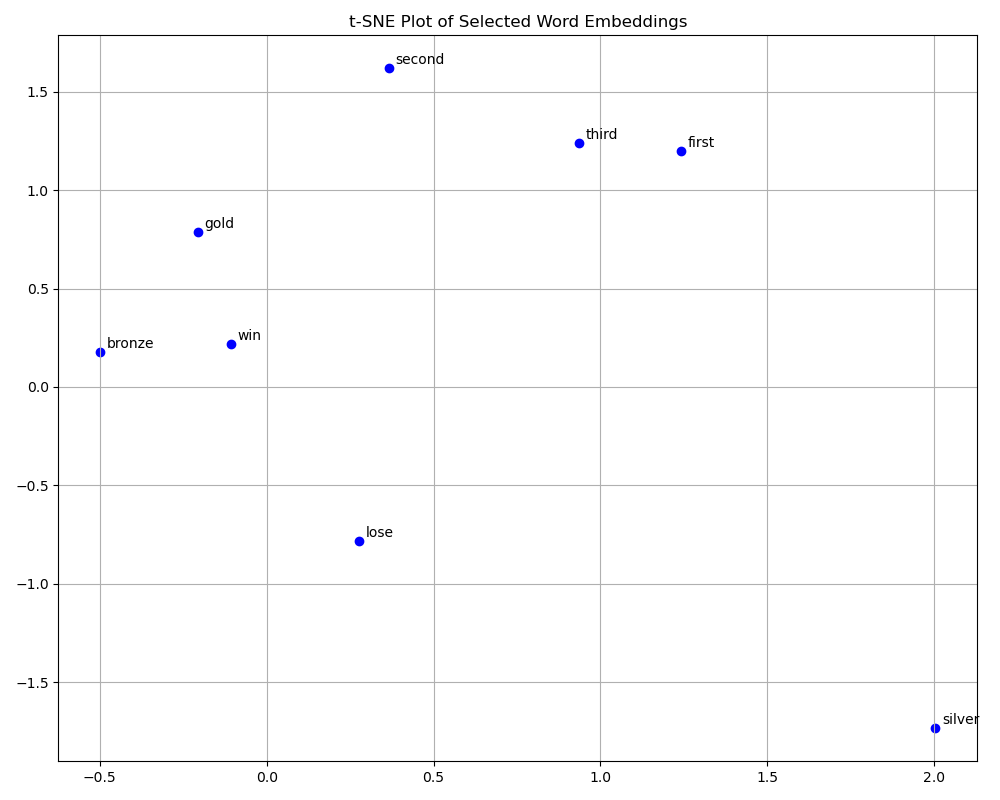 t-SNE Plot of Selected Word Embeddings
second
1.5
third
first
1.0
gold
0.5
win
bronze
0.0
−0.5
lose
−1.0
−1.5
silver
−0.5 0.0 0.5 1.0 1.5 2.0